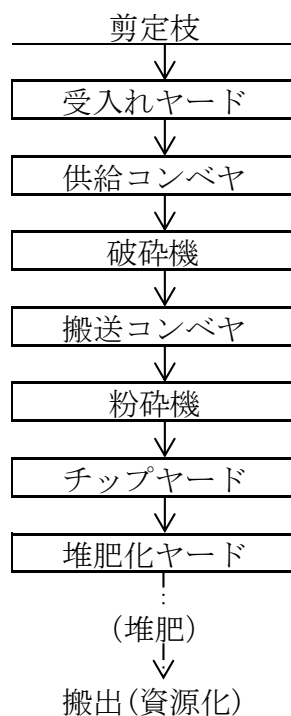 剪定枝
受入れヤード
供給コンベヤ
破砕機
搬送コンベヤ
粉砕機
チップヤード
堆肥化ヤード
(堆肥)
搬出(資源化)